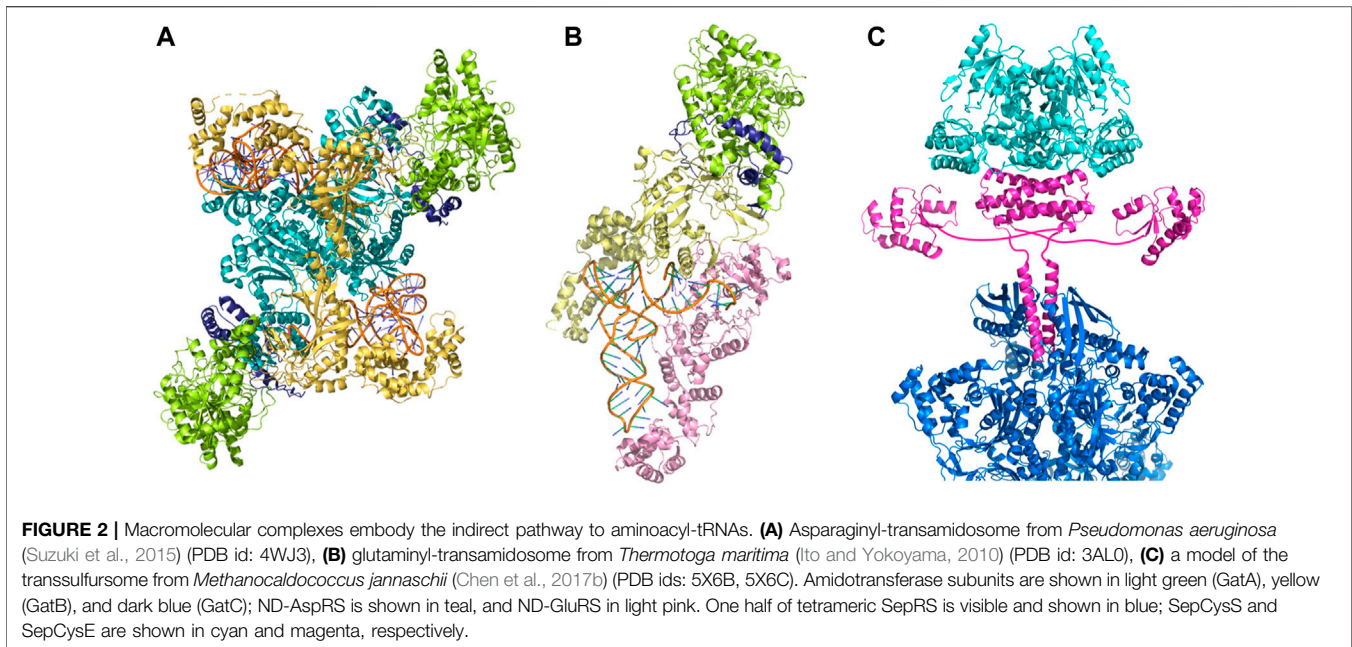 A
B
C
FIGURE 2 | Macromolecular complexes embody the indirect pathway to aminoacyl-tRNAs. (A) Asparaginyl-transamidosome from Pseudomonas aeruginosa
(Suzuki et al., 2015) (PDB id: 4WJ3), (B) glutaminyl-transamidosome from Thermotoga maritima (Ito and Yokoyama, 2010) (PDB id: 3AL0), (C) a model of the
transsulfursome from Methanocaldococcus jannaschii (Chen et al., 2017b) (PDB ids: 5X6B, 5X6C). Amidotransferase subunits are shown in light green (GatA), yellow
(GatB), and dark blue (GatC); ND-AspRS is shown in teal, and ND-GluRS in light pink. One half of tetrameric SepRS is visible and shown in blue; SepCysS and
SepCysE are shown in cyan and magenta, respectively.